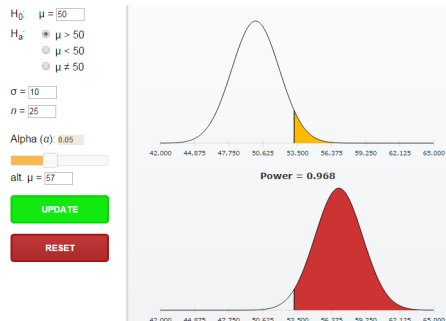 H0: μ = 50
Ha: μ > 50
μ < 50
μ ≠ 50
σ = 10
n = 25
Alpha (α): 0.05
alt. μ = 57
UPDATE
RESET
42.000 44.875 47.750 50.625 53.500 56.375 59.250 62.125 65.000
Power = 0.968
42.000 44.875 47.750 50.625 53.500 56.375 59.250 62.125 65.000